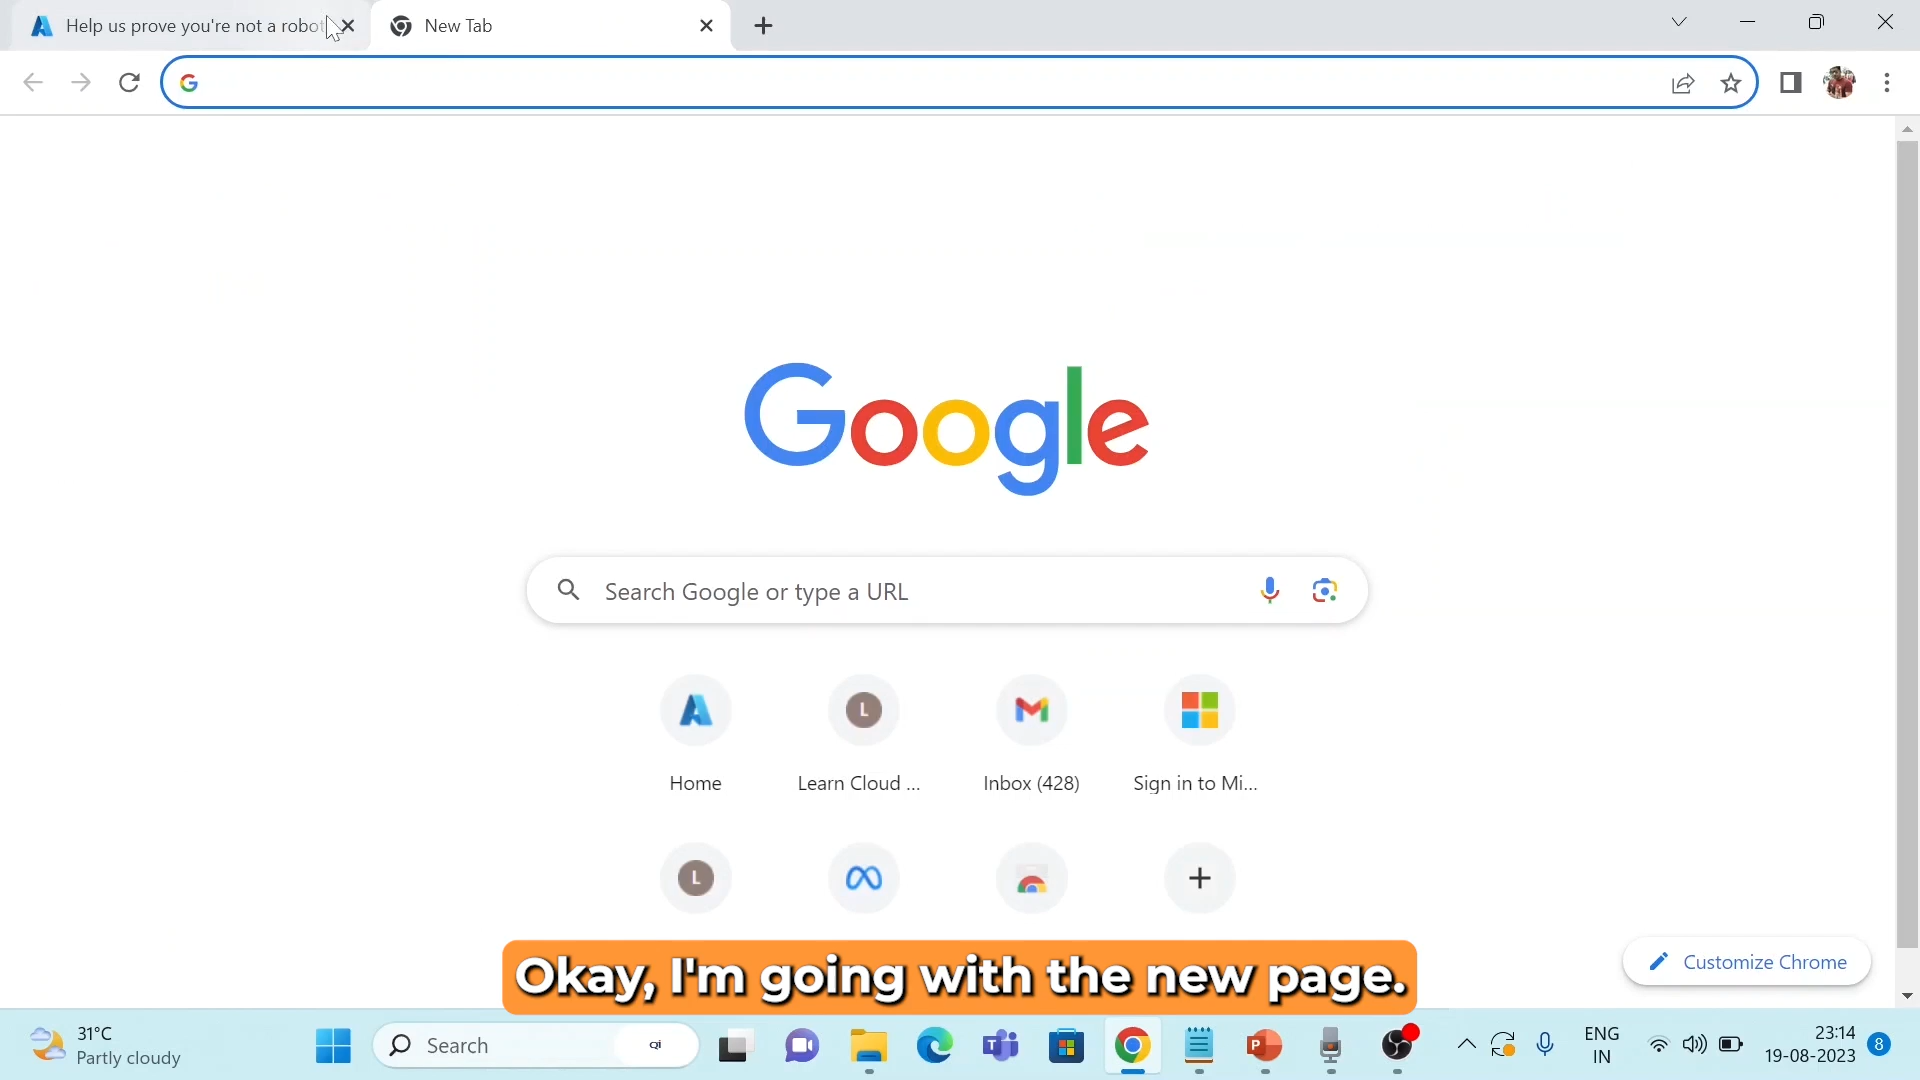 Help us prove you're not a robot
New Tab
Google
Search Google or type a URL
Home
L
Learn Cloud ...
Inbox (428)
Sign in to Mi...
L
Customize Chrome
Okay, I'm going with the new page.
31°C
Partly cloudy
Search
ENG
IN
23:14
19-08-2023
8